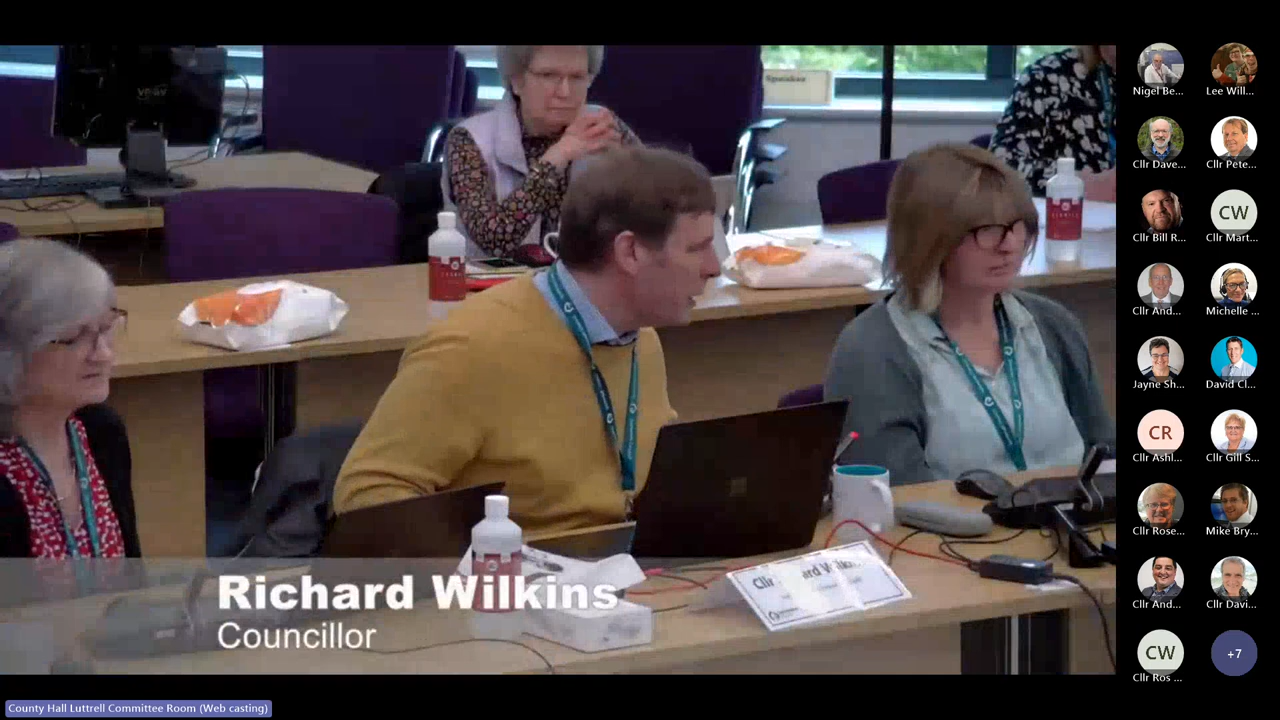 Speaker
Richard Wilkins
Councillor
County Hall Luttrell Committee Room (Web casting)
Nigel Be...
Lee Will...
Cllr Dave...
Cllr Pete...
Cllr Bill R...
CW
Cllr Mart...
Cllr And...
Michelle ...
Jayne Sh...
David Cl...
CR
Cllr Ashl...
Cllr Gill S...
Cllr Rose...
Mike Bry...
Cllr And...
Cllr Davi...
CW
Cllr Ros ...
+7